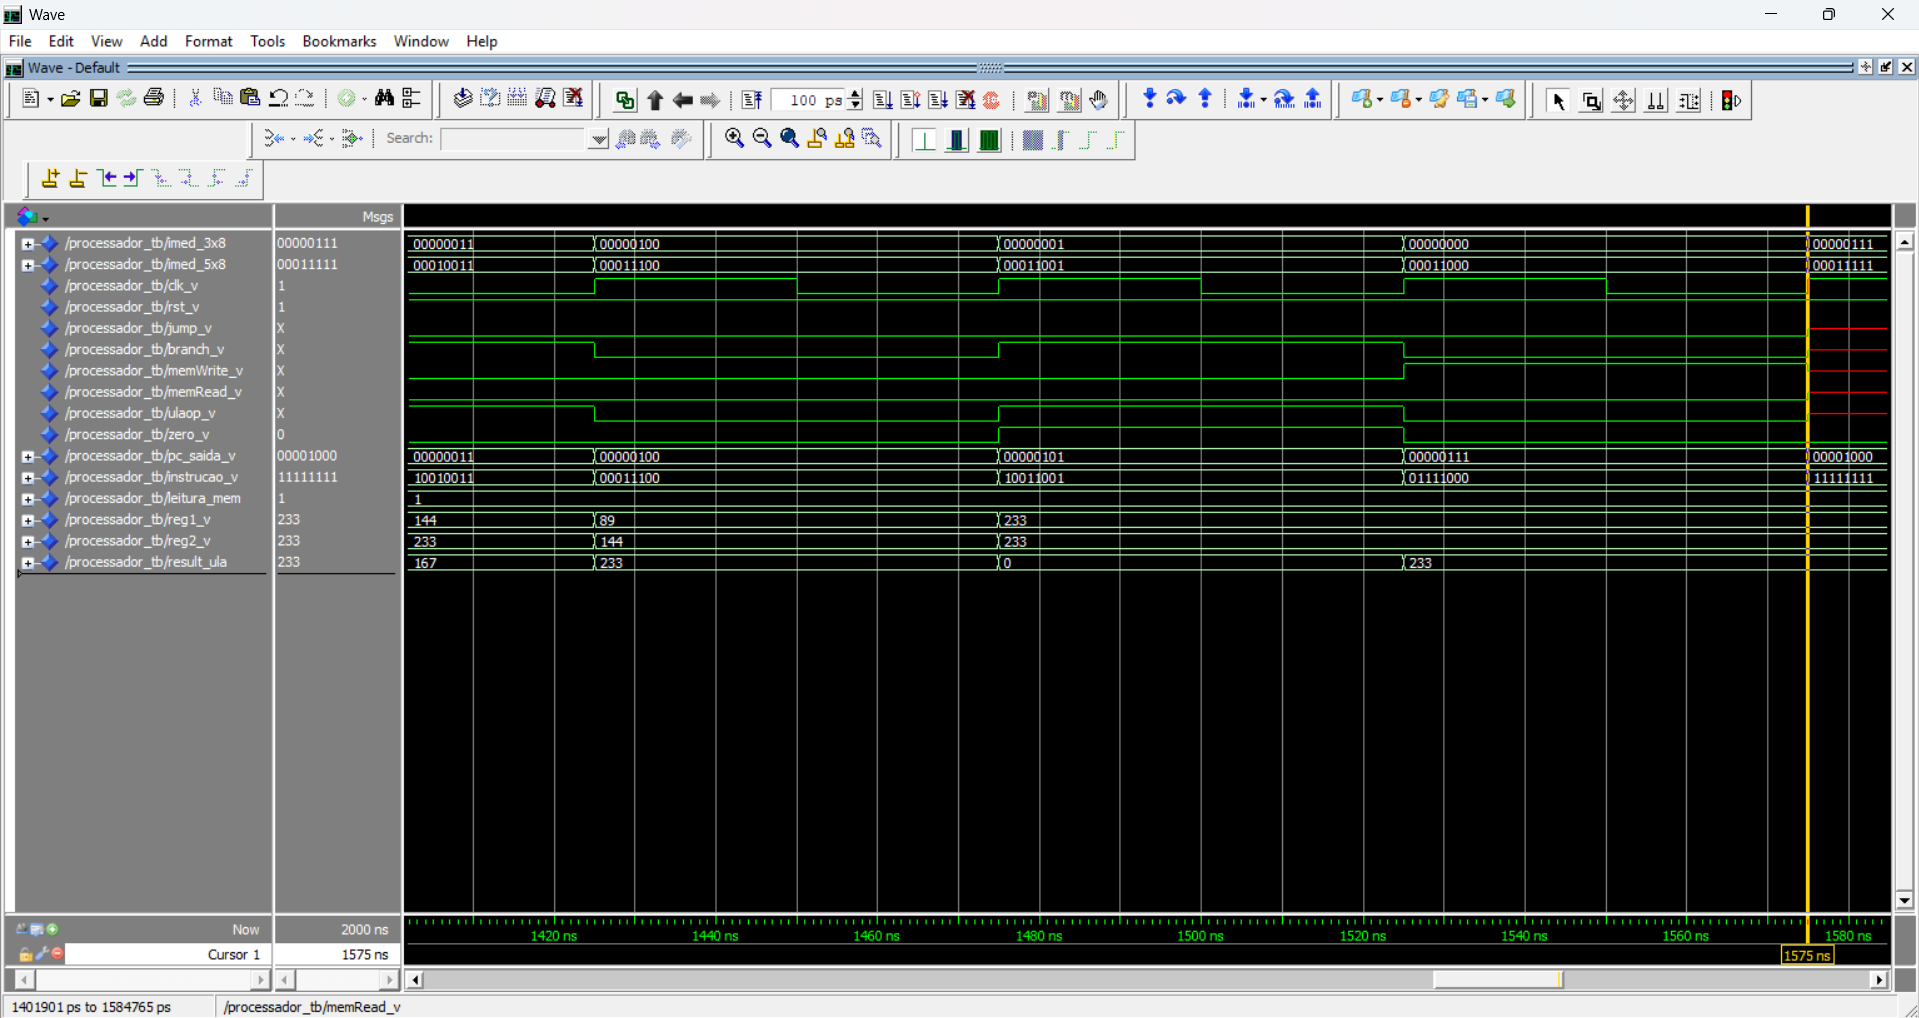 Wave
File Edit View Add Format Tools Bookmarks Window Help
Wave - Default
100 ps
Search:
Msgs
/processador_tb/imed_3x8 00000111 00000011 00000100 00000001 00000000 00000111
/processador_tb/imed_5x8 00011111 00010011 00011100 00011001 00011000 00011111
/processador_tb/clk_v 1
/processador_tb/rst_v 1
/processador_tb/jump_v X
/processador_tb/branch_v X
/processador_tb/memWrite_v X
/processador_tb/memRead_v X
/processador_tb/ulaop_v X
/processador_tb/zero_v 0
/processador_tb/pc_saida_v 00001000 00000011 00000100 00000101 00000111 00001000
/processador_tb/instrucao_v 11111111 10010011 00011100 10011001 01111000 11111111
/processador_tb/leitura_mem 1 1
/processador_tb/reg1_v 233 144 89 233
/processador_tb/reg2_v 233 233 144 233
/processador_tb/result_ula 233 167 233 0 233
Now 2000 ns 1420 ns 1440 ns 1460 ns 1480 ns 1500 ns 1520 ns 1540 ns 1560 ns 1580 ns
Cursor 1 1575 ns 1575 ns
1401901 ps to 1584765 ps /processador_tb/memRead_v